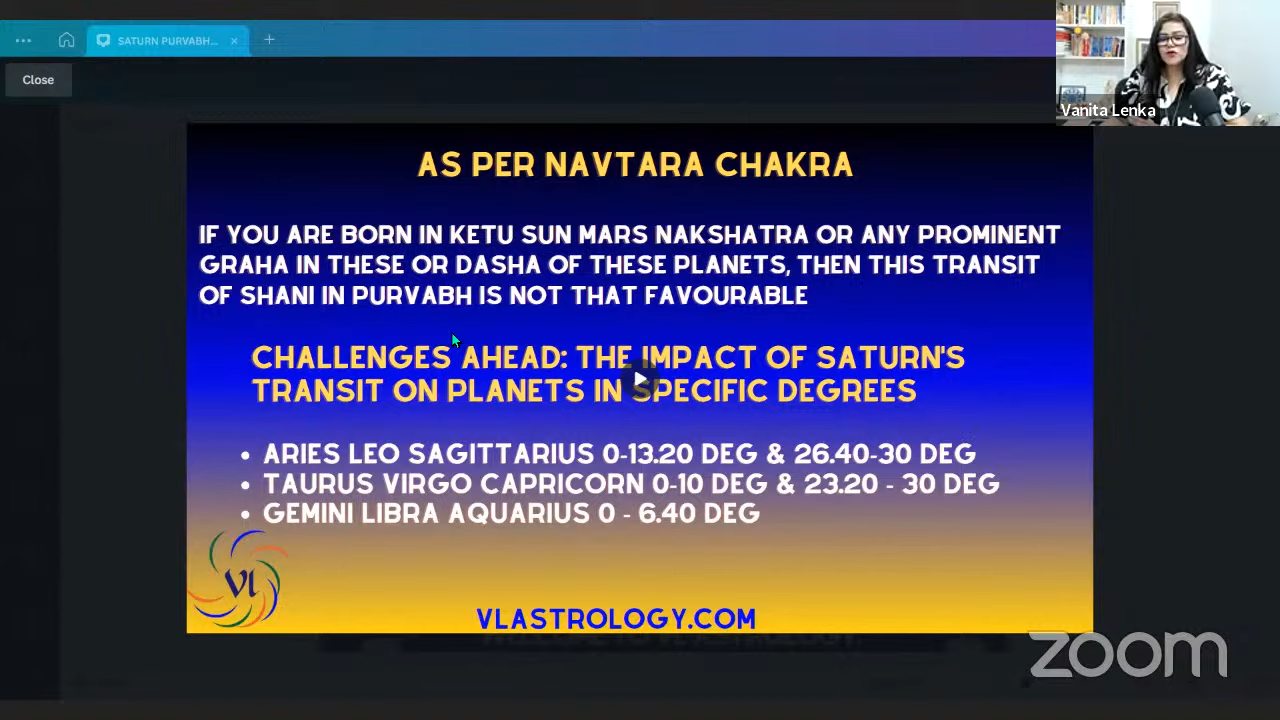 SATURN PURVABH...
Close
Vanita Lenka
AS PER NAVTARA CHAKRA
IF YOU ARE BORN IN KETU SUN MARS NAKSHATRA OR ANY PROMINENT
GRAHA IN THESE OR DASHA OF THESE PLANETS, THEN THIS TRANSIT
OF SHANI IN PURVABH IS NOT THAT FAVOURABLE
CHALLENGES AHEAD: THE IMPACT OF SATURN'S
TRANSIT ON PLANETS IN SPECIFIC DEGREES
• ARIES LEO SAGITTARIUS 0-13.20 DEG & 26.40-30 DEG
• TAURUS VIRGO CAPRICORN 0-10 DEG & 23.20 - 30 DEG
• GEMINI LIBRA AQUARIUS 0 - 6.40 DEG
Vl
VLASTROLOGY.COM
zoom